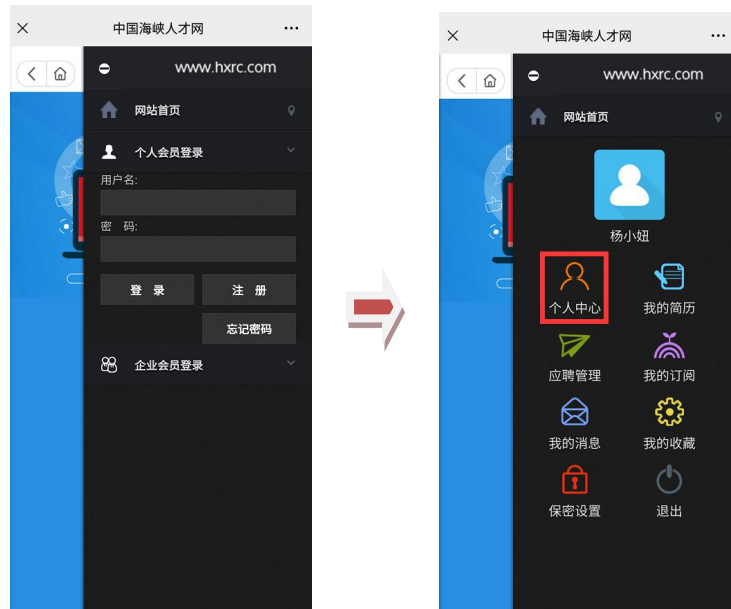 中国海峡人才网
www.hxrc.com
网站首页
个人会员登录
用户名:
密 码:
登 录
注 册
忘记密码
企业会员登录
中国海峡人才网
www.hxrc.com
网站首页
杨小妞
个人中心
我的简历
应聘管理
我的订阅
我的消息
我的收藏
保密设置
退出